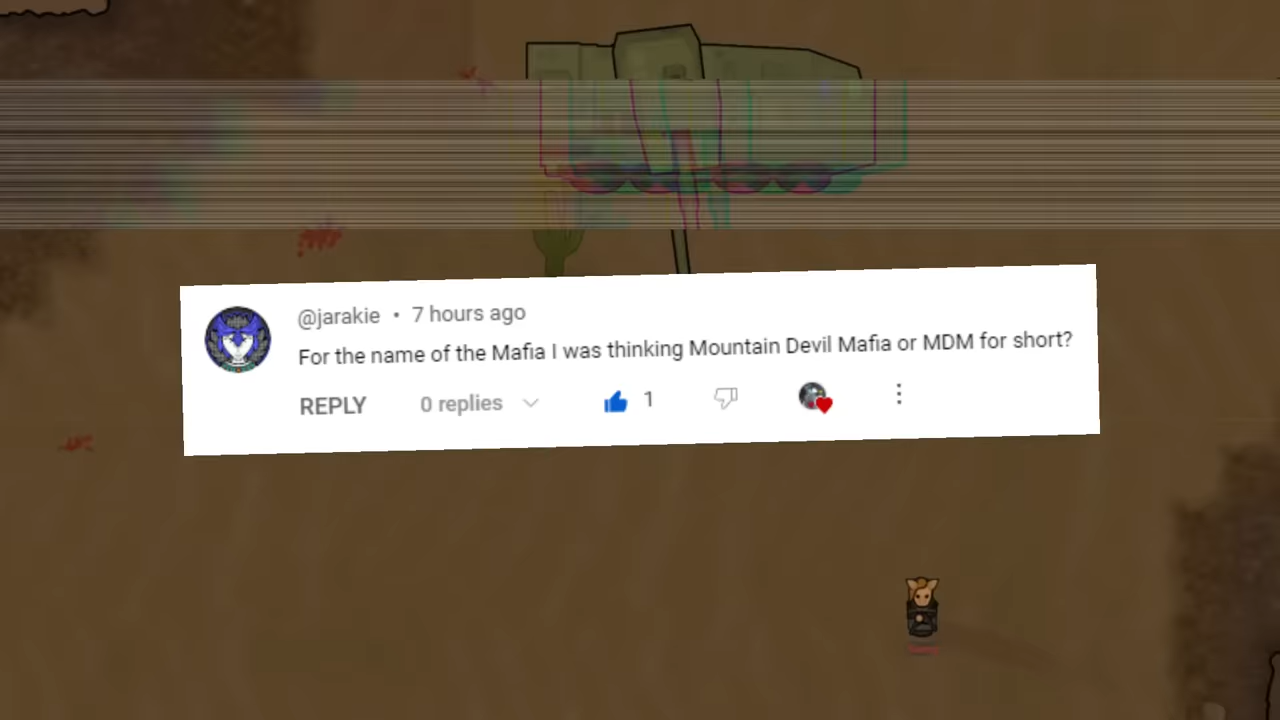 @jarakie • 7 hours ago
For the name of the Mafia I was thinking Mountain Devil Mafia or MDM for short?
REPLY 0 replies 1